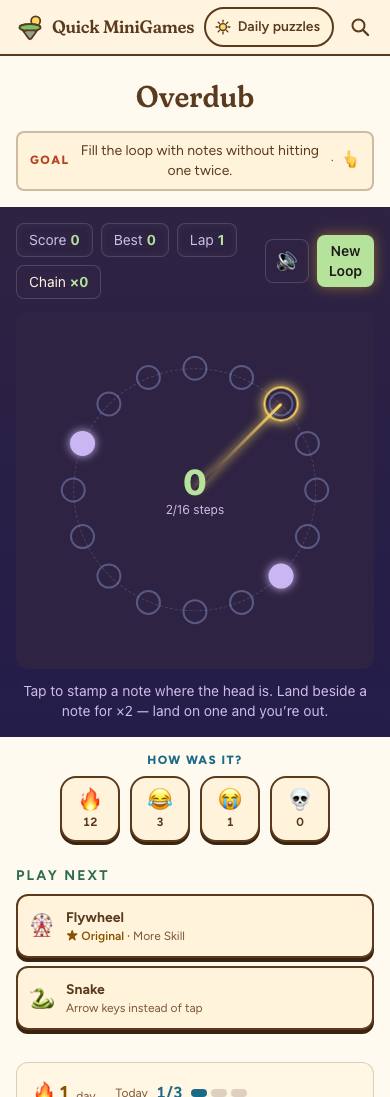 Quick MiniGames
Daily puzzles
Overdub
GOAL
Fill the loop with notes without hitting
one twice.
·
Score 0
Best 0
Lap 1
Chain ×0
New
Loop
0
2/16 steps
Tap to stamp a note where the head is. Land beside a
note for ×2 — land on one and you’re out.
HOW WAS IT?
12
3
1
0
PLAY NEXT
Flywheel
★ Original · More Skill
Snake
Arrow keys instead of tap
1 day
Today 1/3